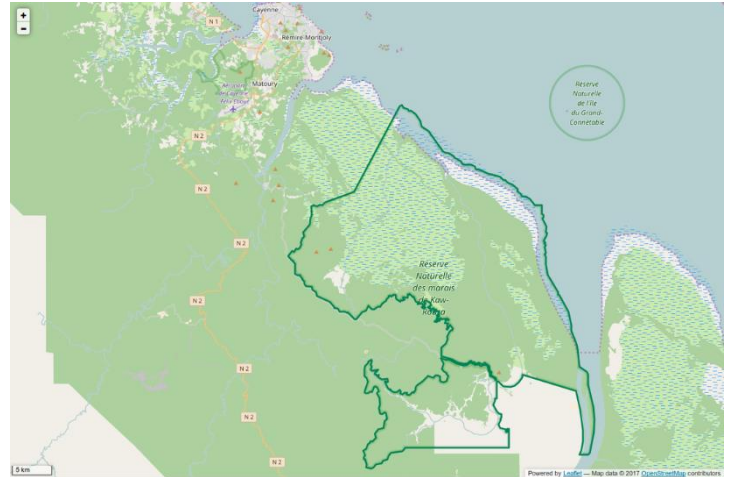 +
−
N 1
Cayenne
Rémire-Montjoly
Matoury
N 2
N 2
N 2
N 2
N 2
N 2
Réserve
Naturelle
de l'Île
du Grand-
Connétable
Réserve
Naturelle
des marais
de Kaw-
Roura
5 km
Powered by Leaflet — Map data © 2017 OpenStreetMap contributors